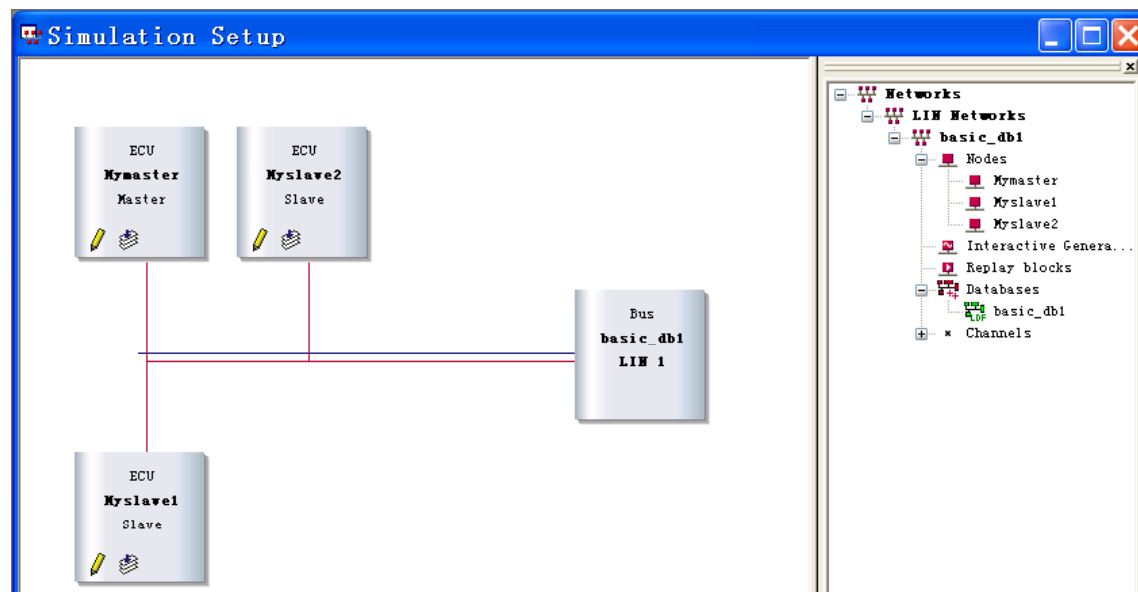 Simulation Setup
ECU
Mymaster
Master
ECU
Myslave2
Slave
Bus
basic_db1
LIN 1
ECU
Myslave1
Slave
Networks
LIN Networks
basic_db1
Nodes
Mymaster
Myslave1
Myslave2
Interactive Genera...
Replay blocks
Databases
LDF
basic_db1
Channels